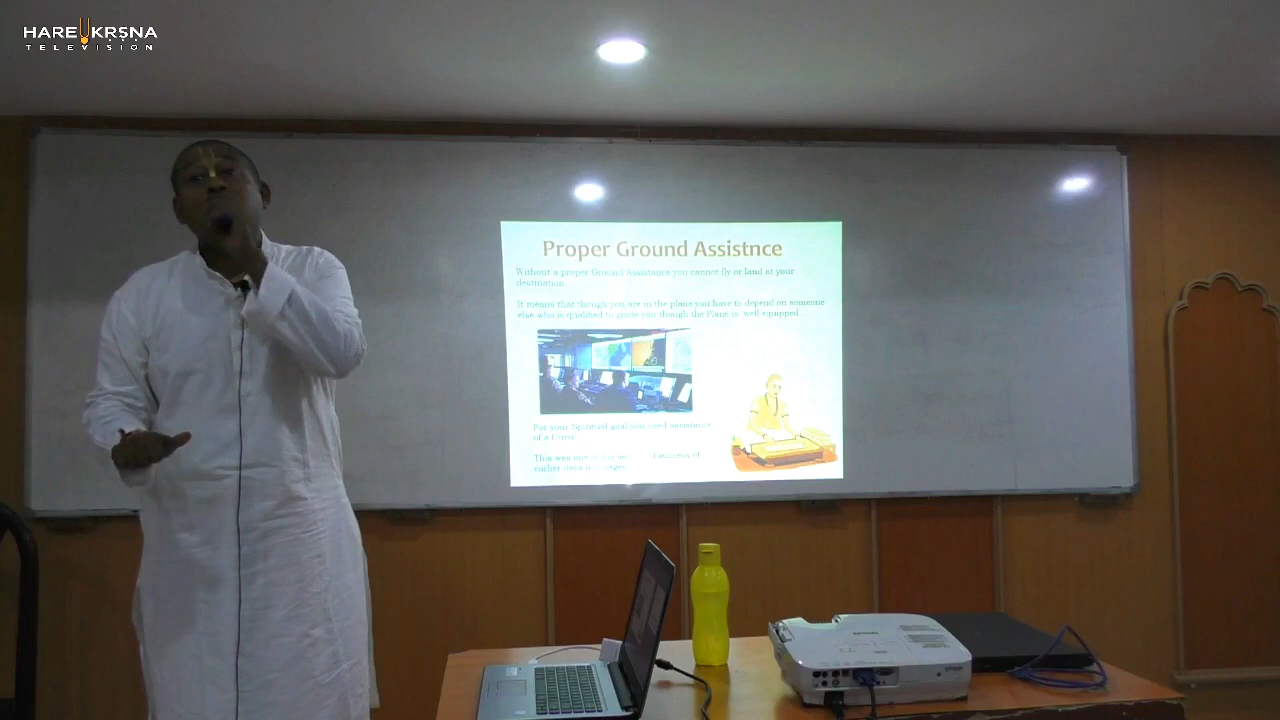 HARE KRSNA
TELEVISION
Proper Ground Assistnce
Without a proper Ground Assistance you cannot fly or land at your
destination.
It means that though you are in the plane you have to depend on someone
else who is qualified to guide you though the Plane is well equipped.
For your Spiritual goal you need assistance
of a Guru.
This was one of the success of
earlier days
EPSON